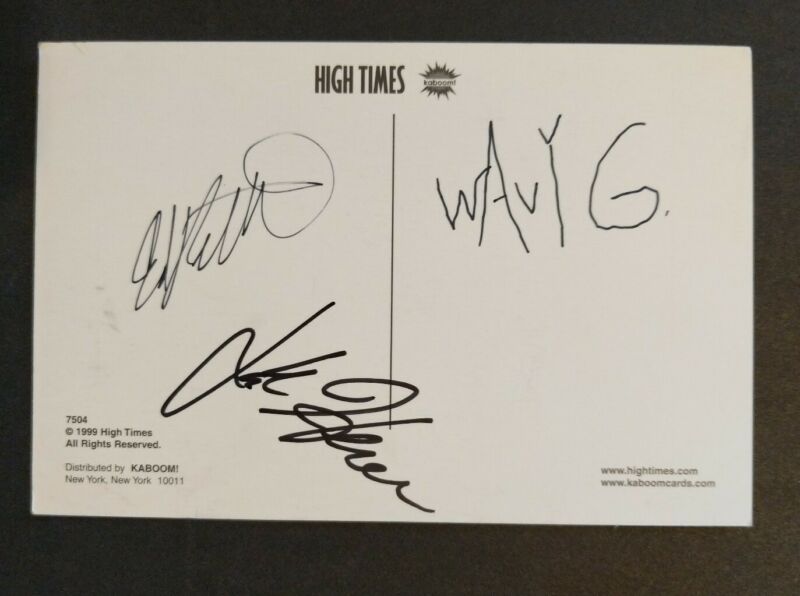 HIGH TIMES kaboom!
WAVY G.
7504
© 1999 High Times
All Rights Reserved.
Distributed by KABOOM!
New York, New York 10011
www.hightimes.com
www.kaboomcards.com